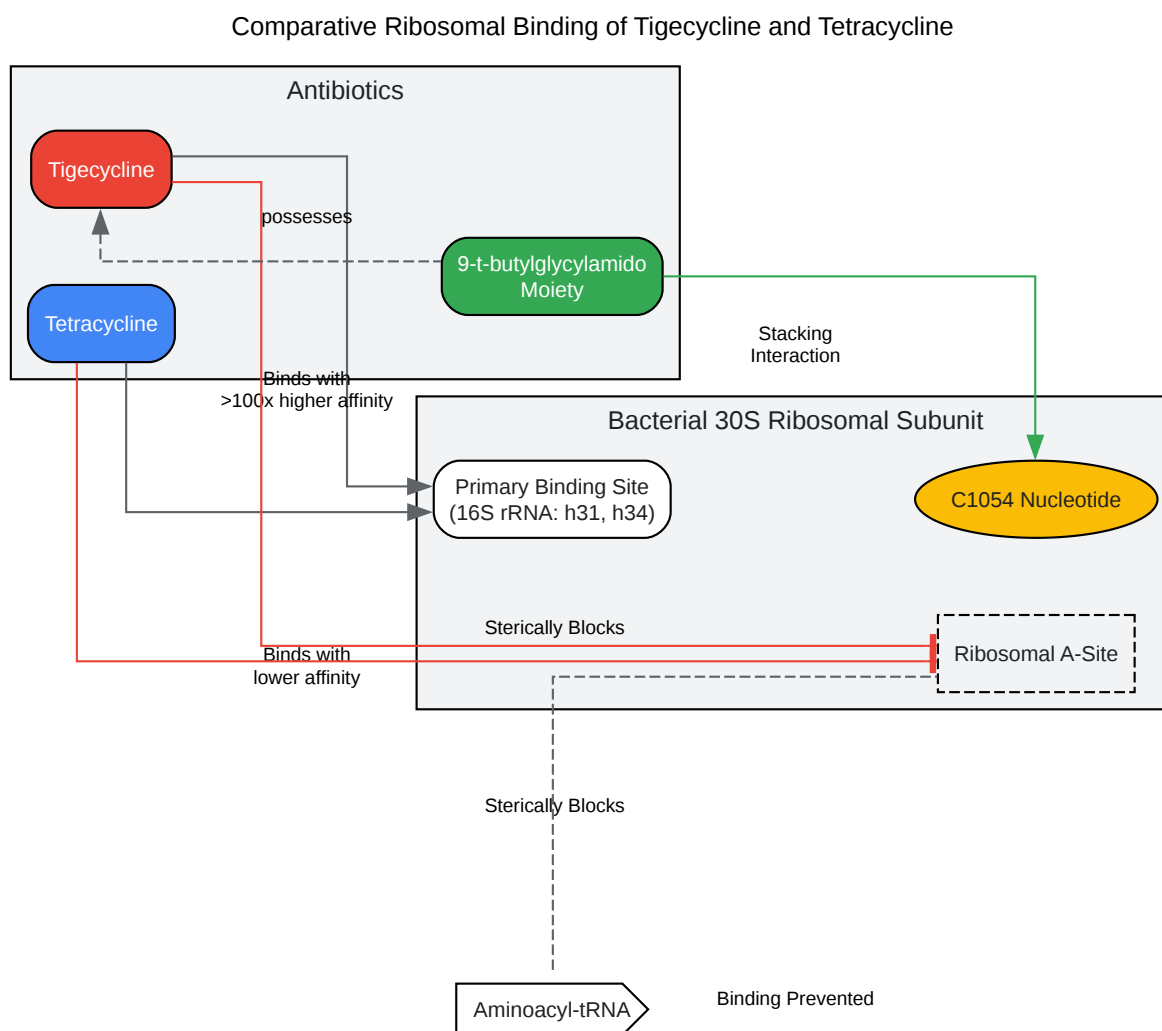 Comparative Ribosomal Binding of Tigecycline and Tetracycline
Antibiotics
Tigecycline
possesses
9-t-butylglycylamido
Moiety
Tetracycline
Stacking
Interaction
Binds with
>100x higher affinity
Bacterial 30S Ribosomal Subunit
Primary Binding Site
(16S rRNA: h31, h34)
C1054 Nucleotide
Sterically Blocks
Ribosomal A-Site
Binds with
lower affinity
Sterically Blocks
Aminoacyl-tRNA
Binding Prevented